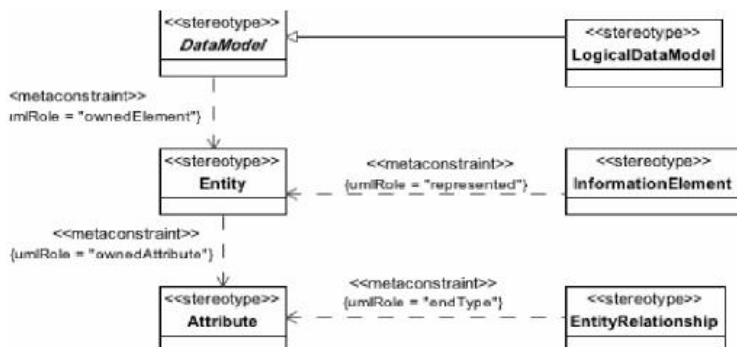 <<stereotype>>
DataModel
<<stereotype>>
LogicalDataModel
<metaconstraint>>
umlRole = "ownedElement"}
<<stereotype>>
Entity
<<metaconstraint>>
{umlRole = "represented"}
<<stereotype>>
InformationElement
<<metaconstraint>>
{umlRole = "ownedAttribute"}
<<stereotype>>
Attribute
<<metaconstraint>>
{umlRole = "endType"}
<<stereotype>>
EntityRelationship